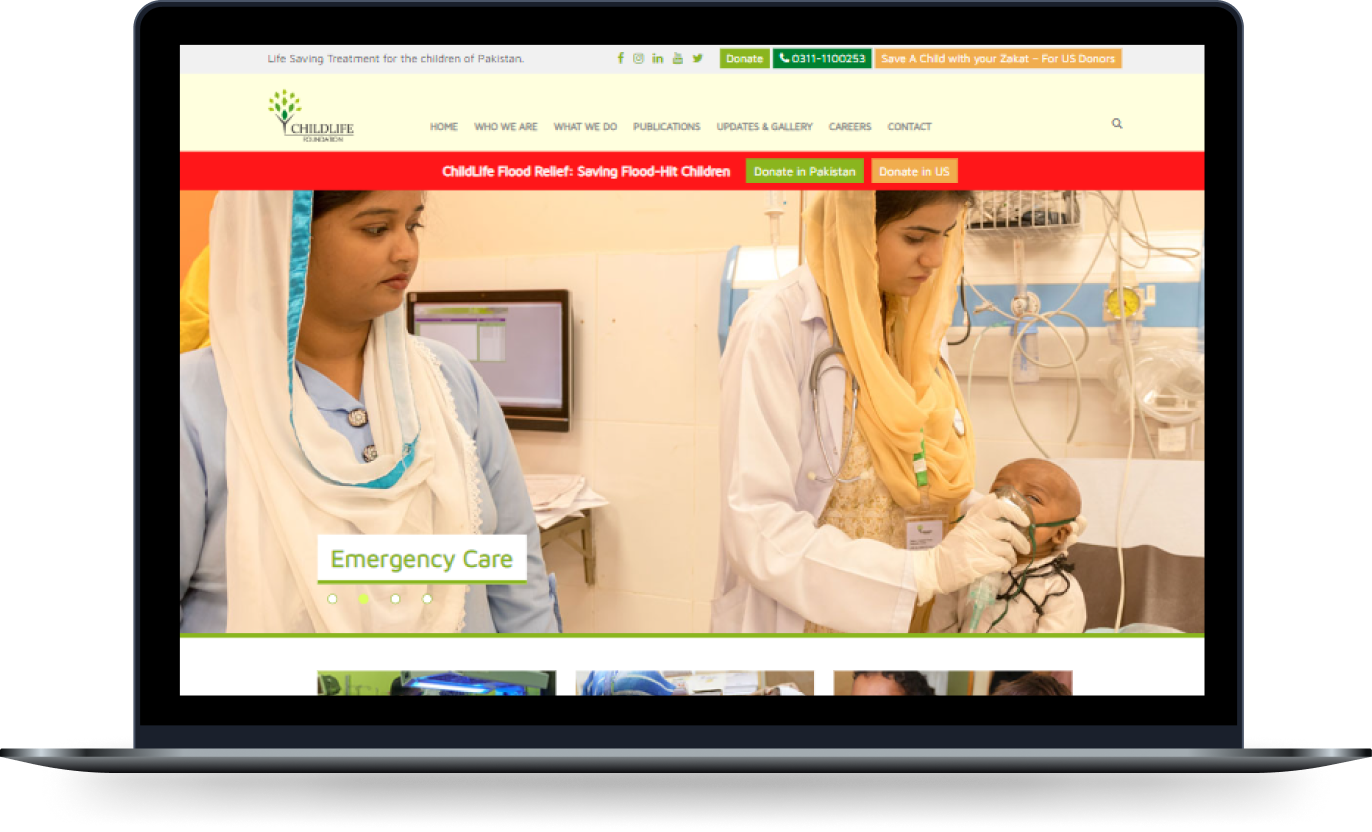 Life Saving Treatment for the children of Pakistan.
Donate
0311-1100253
Save A Child with your Zakat – For US Donors
CHILDLIFE
FOUNDATION
HOME
WHO WE ARE
WHAT WE DO
PUBLICATIONS
UPDATES & GALLERY
CAREERS
CONTACT
ChildLife Flood Relief: Saving Flood-Hit Children
Donate in Pakistan
Donate in US
Emergency Care